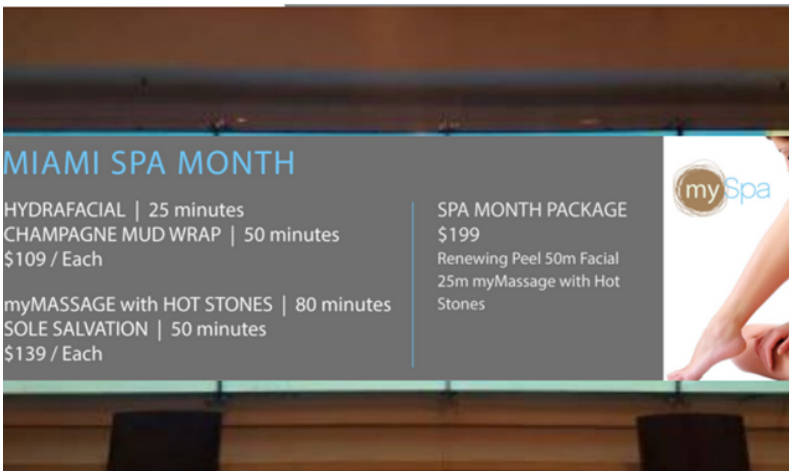 MIAMI SPA MONTH
HYDRAFACIAL | 25 minutes
CHAMPAGNE MUD WRAP | 50 minutes
$109 / Each
myMASSAGE with HOT STONES | 80 minutes
SOLE SALVATION | 50 minutes
$139 / Each
SPA MONTH PACKAGE
$199
Renewing Peel 50m Facial
25m myMassage with Hot
Stones
mySpa